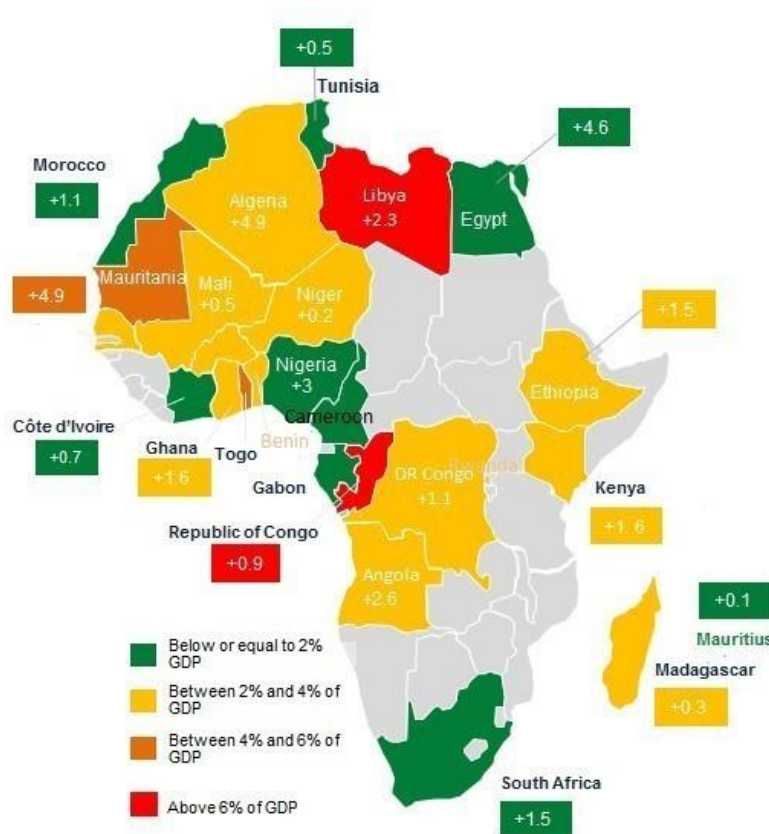 +0.5
Tunisia
+4.6
Morocco
+1.1
Algeria
+4.9
Libya
+2.3
Egypt
Mauritania
+4.9
Mali
+0.5
Niger
+0.2
+1.5
Nigeria
+3
Ethiopia
Cameroon
Côte d'Ivoire
+0.7
Ghana
+1.6
Togo
Benin
Gabon
DR Congo
+1.1
Rwanda
Kenya
+1.6
Republic of Congo
+0.9
Angola
+2.6
+0.1
Mauritius
Madagascar
+0.3
Below or equal to 2%
GDP
Between 2% and 4% of
GDP
Between 4% and 6% of
GDP
Above 6% of GDP
South Africa
+1.5